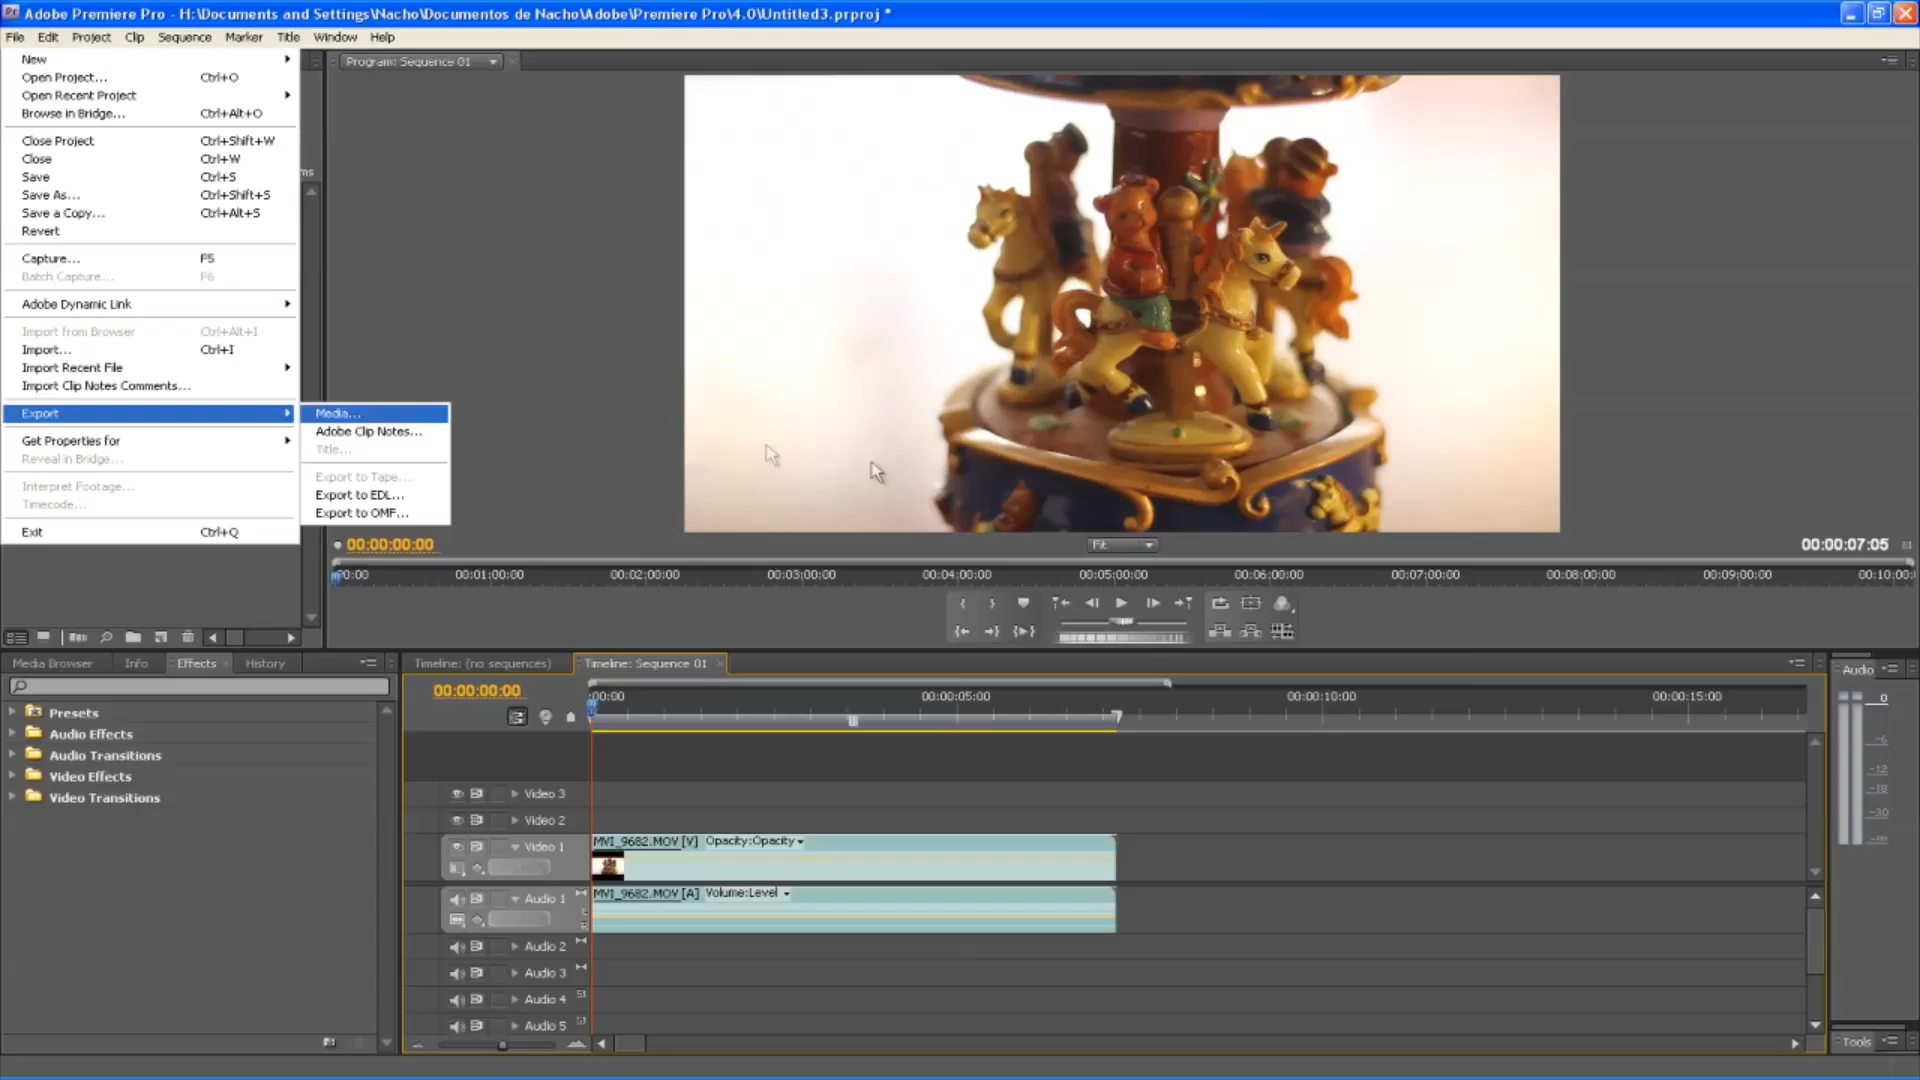 Adobe Premiere Pro - H:\Documents and Settings\Nacho\Documentos de Nacho\Adobe\Premiere Pro\4.0\Untitled3.prproj *
File Edit Project Clip Sequence Marker Title Window Help
New
Open Project... Ctrl+O
Open Recent Project
Browse in Bridge... Ctrl+Alt+O
Close Project Ctrl+Shift+W
Close Ctrl+W
Save Ctrl+S
Save As... Ctrl+Shift+S
Save a Copy... Ctrl+Alt+S
Revert
Capture... F5
Batch Capture... F6
Adobe Dynamic Link
Import from Browser Ctrl+Alt+I
Import... Ctrl+I
Import Recent File
Import Clip Notes Comments...
Export
Get Properties for
Reveal in Bridge...
Interpret Footage...
Timecode...
Exit Ctrl+Q
Media...
Adobe Clip Notes...
Title...
Export to Tape...
Export to EDL...
Export to OMF...
Program: Sequence 01
ms
00:00:00:00 Fit 00:00:07:05
00:00 00:01:00:00 00:02:00:00 00:03:00:00 00:04:00:00 00:05:00:00 00:06:00:00 00:07:00:00 00:08:00:00 00:09:00:00 00:10:00:
Media Browser Info Effects History
Presets
Audio Effects
Audio Transitions
Video Effects
Video Transitions
Timeline: (no sequences) Timeline: Sequence 01
00:00:00:00 :00:00 00:00:05:00 00:00:10:00 00:00:15:00
Video 3
Video 2
Video 1 MVI_9682.MOV [V] Opacity:Opacity
Audio 1 MVI_9682.MOV [A] Volume:Level
L
R
Audio 2
Audio 3
Audio 4 51
Audio 5 51
Audio
0
-6
-12
-18
-30
Tools